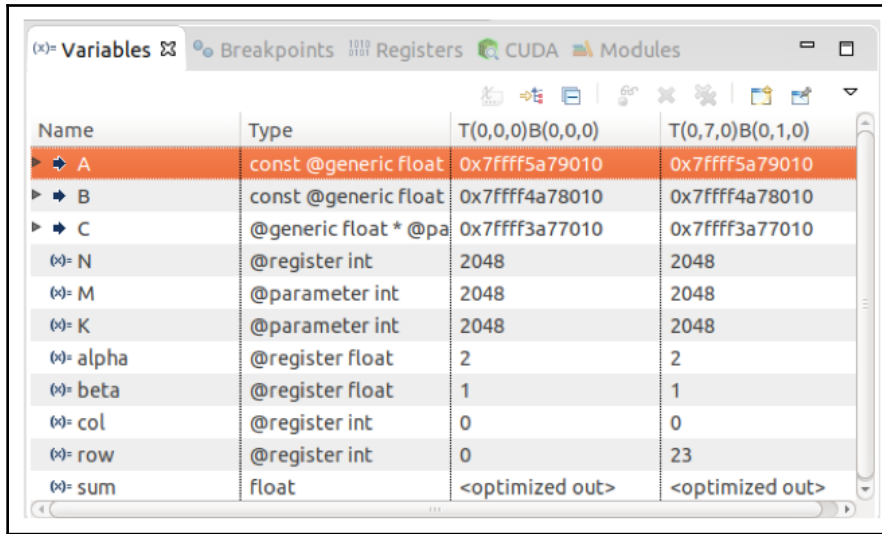 (x)= Variables Breakpoints 1010 0101 Registers CUDA Modules
Name Type T(0,0,0)B(0,0,0) T(0,7,0)B(0,1,0)
A const @generic float 0x7ffff5a79010 0x7ffff5a79010
B const @generic float 0x7ffff4a78010 0x7ffff4a78010
C @generic float * @pa 0x7ffff3a77010 0x7ffff3a77010
(x)= N @register int 2048 2048
(x)= M @parameter int 2048 2048
(x)= K @parameter int 2048 2048
(x)= alpha @register float 2 2
(x)= beta @register float 1 1
(x)= col @register int 0 0
(x)= row @register int 0 23
(x)= sum float <optimized out> <optimized out>